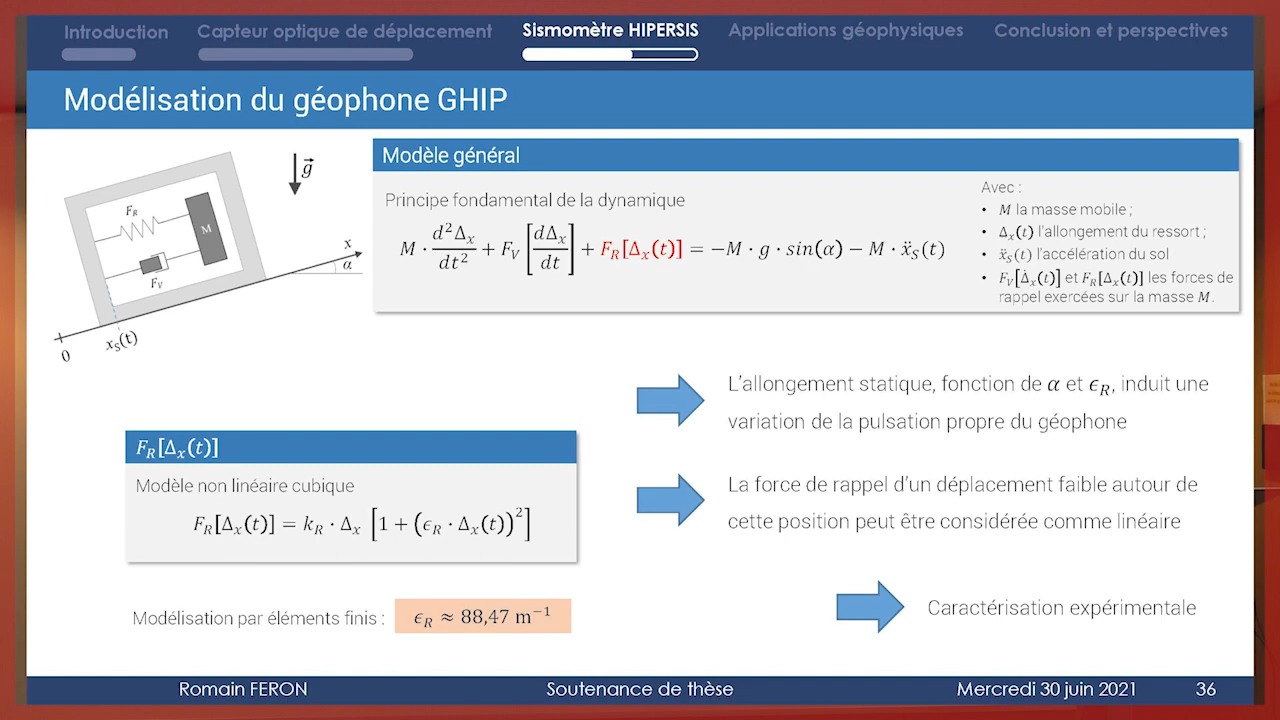 Introduction
Capteur optique de déplacement
Sismomètre HIPERSIS
Applications géophysiques
Conclusion et perspectives
Modélisation du géophone GHIP
F_R
M
F_V
g⃗
x
α
0
x_S(t)
Modèle général
Principe fondamental de la dynamique
M · d²Δ_x/dt² + F_V[dΔ_x/dt] + F_R[Δ_x(t)] = −M · g · sin(α) − M · ẍ_S(t)
Avec :
• M la masse mobile ;
• Δ_x(t) l'allongement du ressort ;
• ẍ_S(t) l'accélération du sol
• F_V[Δ̇_x(t)] et F_R[Δ_x(t)] les forces de
rappel exercées sur la masse M.
L'allongement statique, fonction de α et ϵ_R, induit une
variation de la pulsation propre du géophone
F_R[Δ_x(t)]
Modèle non linéaire cubique
F_R[Δ_x(t)] = k_R · Δ_x [1 + (ϵ_R · Δ_x(t))²]
La force de rappel d'un déplacement faible autour de
cette position peut être considérée comme linéaire
Modélisation par éléments finis : ϵ_R ≈ 88,47 m⁻¹
Caractérisation expérimentale
Romain FERON
Soutenance de thèse
Mercredi 30 juin 2021
36